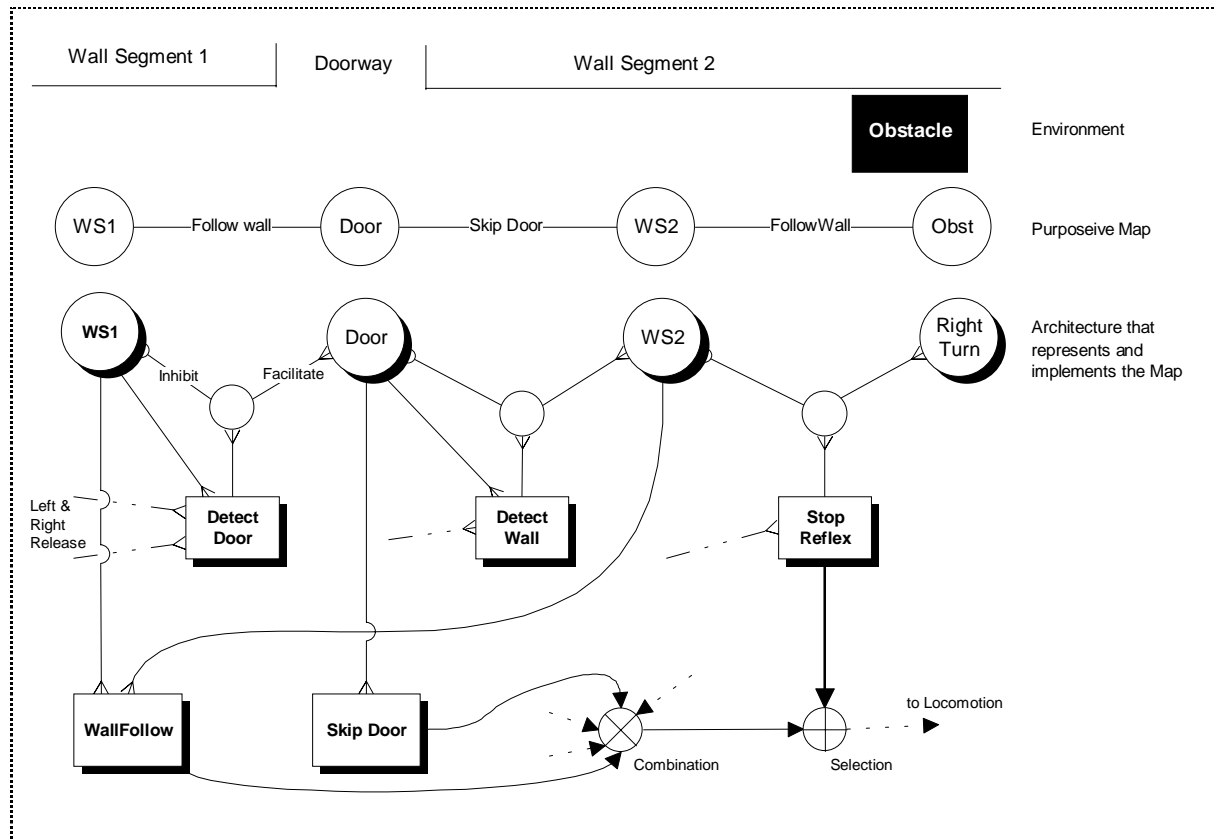 Wall Segment 1
Doorway
Wall Segment 2
Obstacle
Environment
WS1
Follow wall
Door
Skip Door
WS2
FollowWall
Obst
Purposeive Map
WS1
Inhibit
Facilitate
Door
WS2
Right
Turn
Architecture that
represents and
implements the Map
Left &
Right
Release
Detect
Door
Detect
Wall
Stop
Reflex
WallFollow
Skip Door
Combination
Selection
to Locomotion